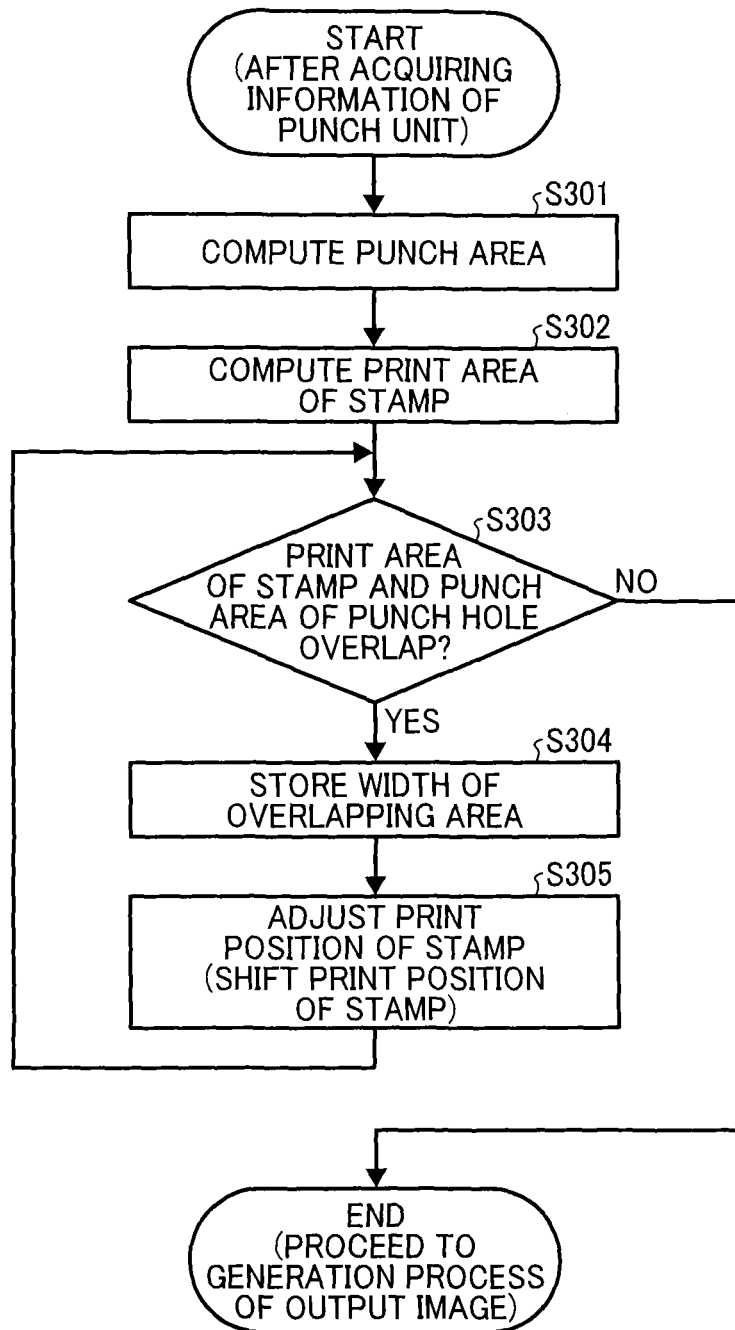 START
(AFTER ACQUIRING
INFORMATION OF
PUNCH UNIT)
S301
COMPUTE PUNCH AREA
S302
COMPUTE PRINT AREA
OF STAMP
S303
PRINT AREA
OF STAMP AND PUNCH
AREA OF PUNCH HOLE
OVERLAP?
NO
YES
S304
STORE WIDTH OF
OVERLAPPING AREA
S305
ADJUST PRINT
POSITION OF STAMP
(SHIFT PRINT POSITION
OF STAMP)
END
(PROCEED TO
GENERATION PROCESS
OF OUTPUT IMAGE)